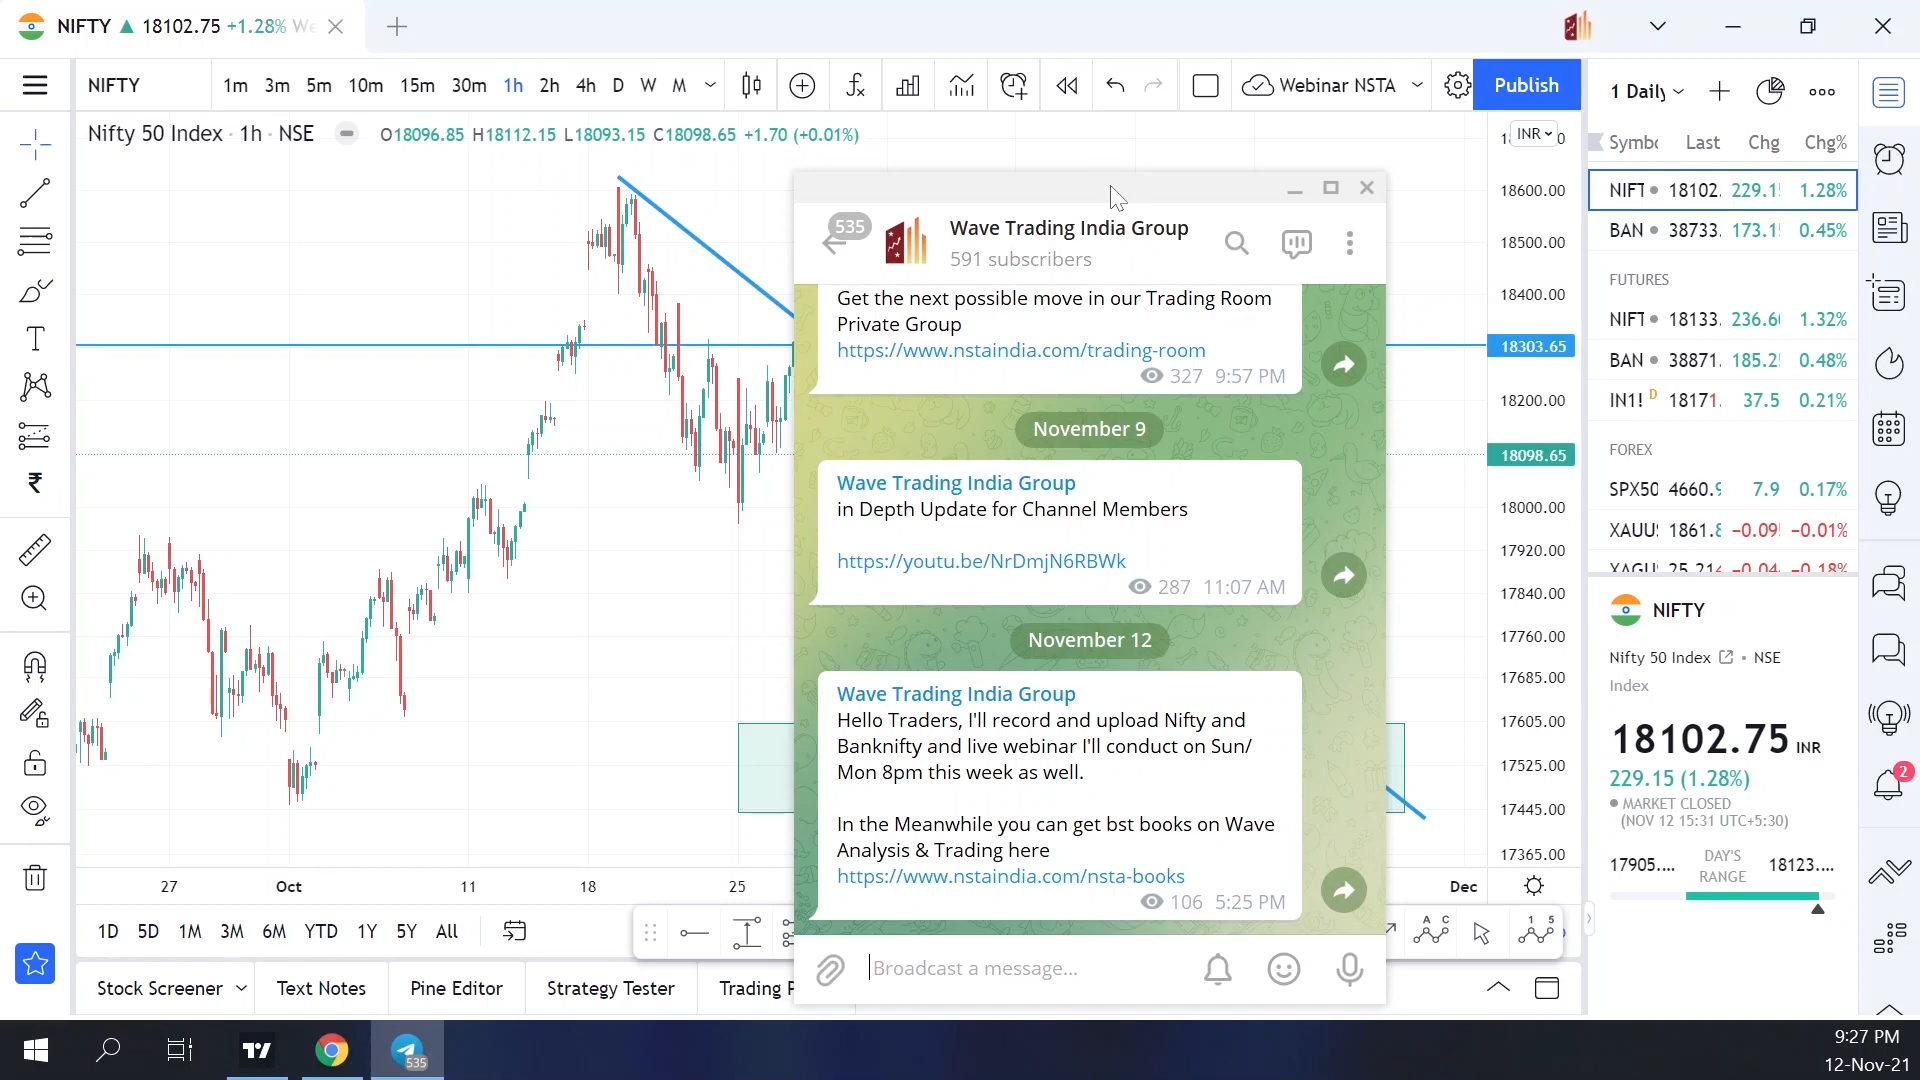 NIFTY ▲ 18102.75 +1.28%
NIFTY
1m 3m 5m 10m 15m 30m 1h 2h 4h D W M
Webinar NSTA
Publish
1 Daily
Nifty 50 Index · 1h · NSE
O18096.85 H18112.15 L18093.15 C18098.65 +1.70 (+0.01%)
INR
Last Chg Chg%
18600.00
18500.00
18400.00
18303.65
18200.00
18098.65
18000.00
17920.00
17840.00
17760.00
17685.00
17605.00
17525.00
17445.00
17365.00
27 Oct 11 18 25 Dec
1D 5D 1M 3M 6M YTD 1Y 5Y All
Stock Screener Text Notes Pine Editor Strategy Tester Trading
535
Wave Trading India Group
591 subscribers
Get the next possible move in our Trading Room
Private Group
https://www.nstaindia.com/trading-room
327 9:57 PM
November 9
Wave Trading India Group
in Depth Update for Channel Members
https://youtu.be/NrDmjN6RBWk
287 11:07 AM
November 12
Wave Trading India Group
Hello Traders, I'll record and upload Nifty and
Banknifty and live webinar I'll conduct on Sun/
Mon 8pm this week as well.
In the Meanwhile you can get bst books on Wave
Analysis & Trading here
https://www.nstaindia.com/nsta-books
106 5:25 PM
Broadcast a message...
A C
1 5
NIFT 18102. 229.1 1.28%
BAN 38733. 173.1 0.45%
FUTURES
NIFT 18133. 236.6 1.32%
BAN 38871. 185.2 0.48%
IN1! D 18171. 37.5 0.21%
FOREX
SPX50 4660.9 7.9 0.17%
XAU 1861.8 −0.09 −0.01%
NIFTY
Nifty 50 Index • NSE
Index
18102.75 INR
229.15 (1.28%)
MARKET CLOSED
(NOV 12 15:31 UTC+5:30)
17905.... DAY'S RANGE 18123....
2
535
9:27 PM
12-Nov-21